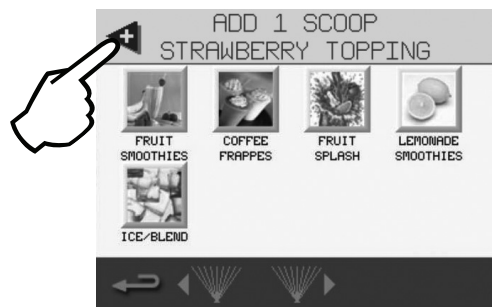 +
ADD 1 SCOOP
STRAWBERRY TOPPING
FRUIT
SMOOTHIES
COFFEE
FRAPPES
FRUIT
SPLASH
LEMONADE
SMOOTHIES
ICE/BLEND